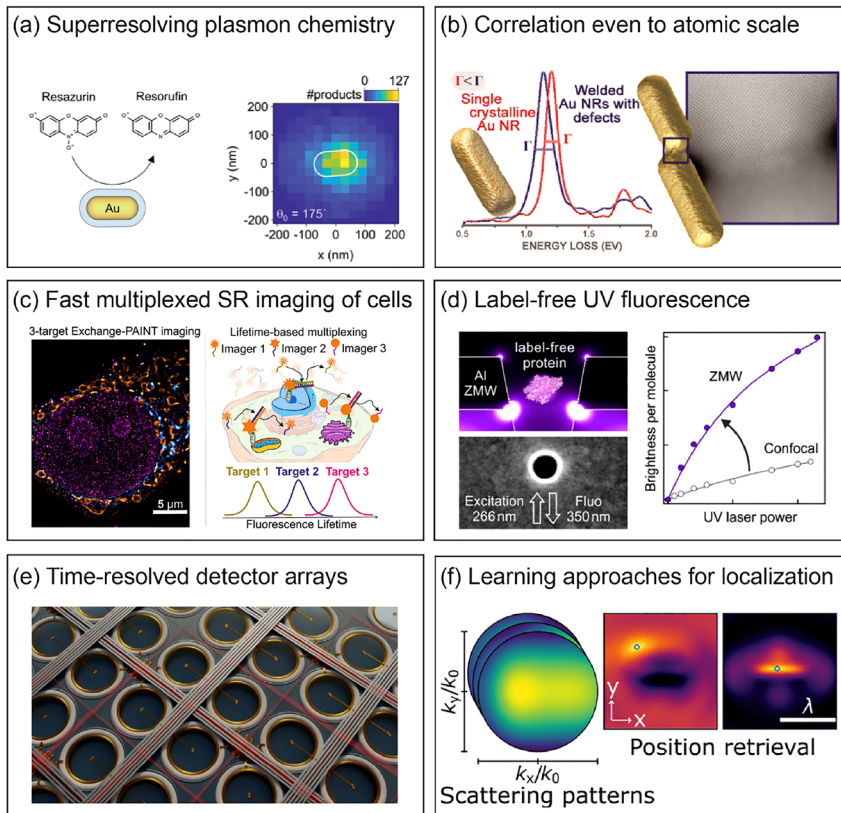 (a) Superresolving plasmon chemistry
Resazurin
Resorufin
O⁻
O
N⁺
O⁻
O⁻
O
N
Au
#products
0
127
200
100
0
-100
-200
y (nm)
θ₀ = 175°
-200
-100
0
100
200
x (nm)
(b) Correlation even to atomic scale
Γ<Γ
Single
crystalline
Au NR
Welded
Au NRs with
defects
Γ
Γ
0.5
1.0
1.5
2.0
ENERGY LOSS (EV)
(c) Fast multiplexed SR imaging of cells
3-target Exchange-PAINT imaging
5 µm
Lifetime-based multiplexing
Imager 1
Imager 2
Imager 3
Target 1
Target 2
Target 3
Fluorescence Lifetime
(d) Label-free UV fluorescence
Al
ZMW
label-free
protein
Excitation
266 nm
Fluo
350 nm
Brightness per molecule
ZMW
Confocal
UV laser power
(e) Time-resolved detector arrays
(f) Learning approaches for localization
k_y/k_0
k_x/k_0
Scattering patterns
y
x
λ
Position retrieval